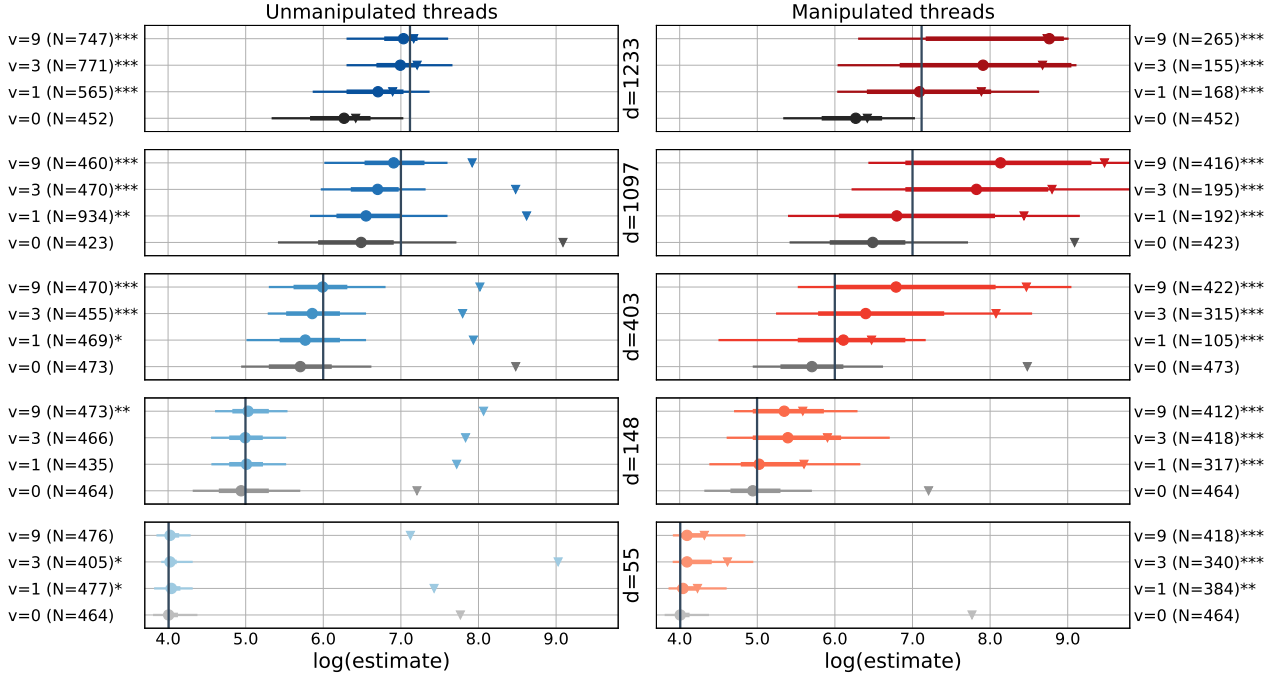 Unmanipulated threads
Manipulated threads
v=9 (N=747)***
v=3 (N=771)***
v=1 (N=565)***
v=0 (N=452)
d=1233
v=9 (N=265)***
v=3 (N=155)***
v=1 (N=168)***
v=0 (N=452)
v=9 (N=460)***
v=3 (N=470)***
v=1 (N=934)**
v=0 (N=423)
d=1097
v=9 (N=416)***
v=3 (N=195)***
v=1 (N=192)***
v=0 (N=423)
v=9 (N=470)***
v=3 (N=455)***
v=1 (N=469)*
v=0 (N=473)
d=403
v=9 (N=422)***
v=3 (N=315)***
v=1 (N=105)***
v=0 (N=473)
v=9 (N=473)**
v=3 (N=466)
v=1 (N=435)
v=0 (N=464)
d=148
v=9 (N=412)***
v=3 (N=418)***
v=1 (N=317)***
v=0 (N=464)
v=9 (N=476)
v=3 (N=405)*
v=1 (N=477)*
v=0 (N=464)
d=55
v=9 (N=418)***
v=3 (N=340)***
v=1 (N=384)**
v=0 (N=464)
4.0 5.0 6.0 7.0 8.0 9.0
4.0 5.0 6.0 7.0 8.0 9.0
log(estimate)
log(estimate)